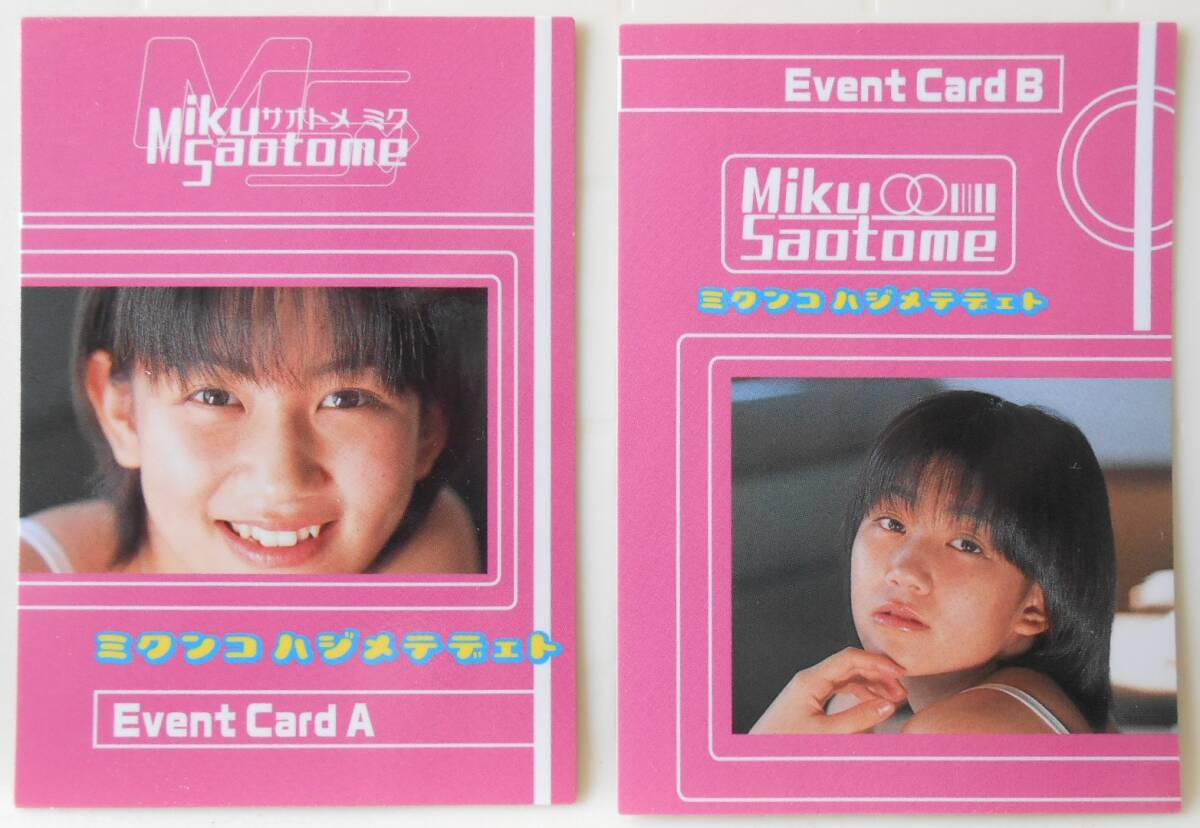 Miku サオトメ ミク
Saotome
ミクンコ ハジメテデェト
Event Card A
Event Card B
Miku
Saotome
ミクンコ ハジメテデェト